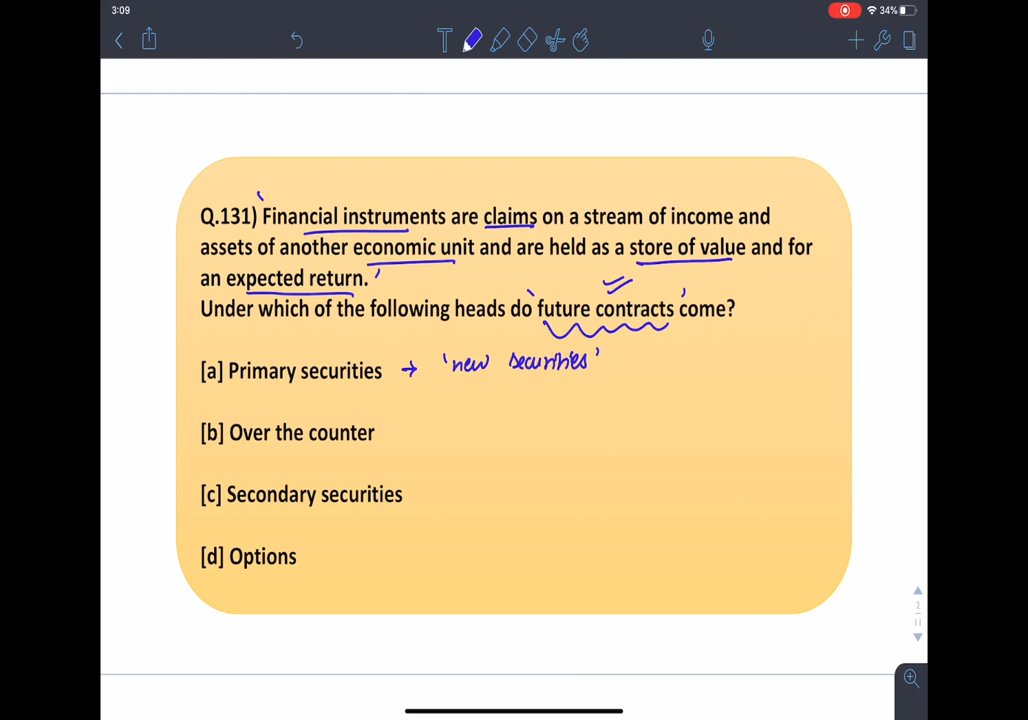 3:09
34%
T
Q.131) Financial instruments are claims on a stream of income and
assets of another economic unit and are held as a store of value and for
an expected return.
Under which of the following heads do 'future contracts' come?
[a] Primary securities → 'new securities'
[b] Over the counter
[c] Secondary securities
[d] Options
2
11